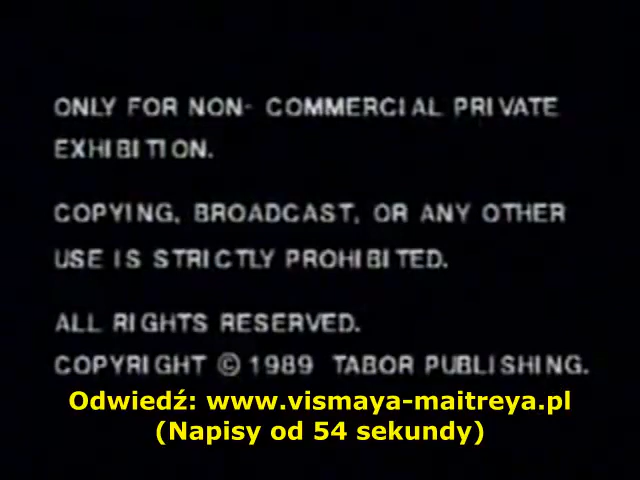 ONLY FOR NON- COMMERCIAL PRIVATE
EXHIBITION.
COPYING, BROADCAST, OR ANY OTHER
USE IS STRICTLY PROHIBITED.
ALL RIGHTS RESERVED.
COPYRIGHT © 1989 TABOR PUBLISHING.
Odwiedź: www.vismaya-maitreya.pl
(Napisy od 54 sekundy)